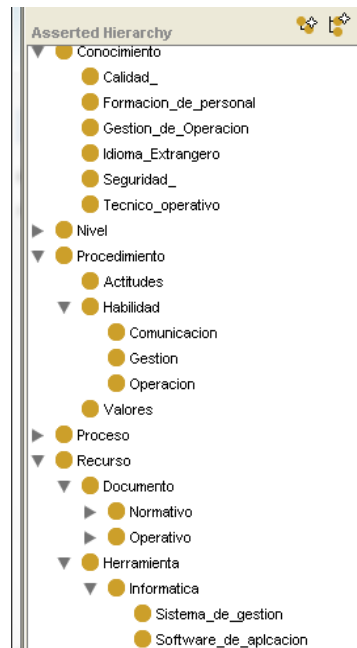 Asserted Hierarchy
Conocimiento
Calidad_
Formacion_de_personal
Gestion_de_Operacion
Idioma_Extrangero
Seguridad_
Tecnico_operativo
Nivel
Procedimiento
Actitudes
Habilidad
Comunicacion
Gestion
Operacion
Valores
Proceso
Recurso
Documento
Normativo
Operativo
Herramienta
Informatica
Sistema_de_gestion
Software_de_aplcacion